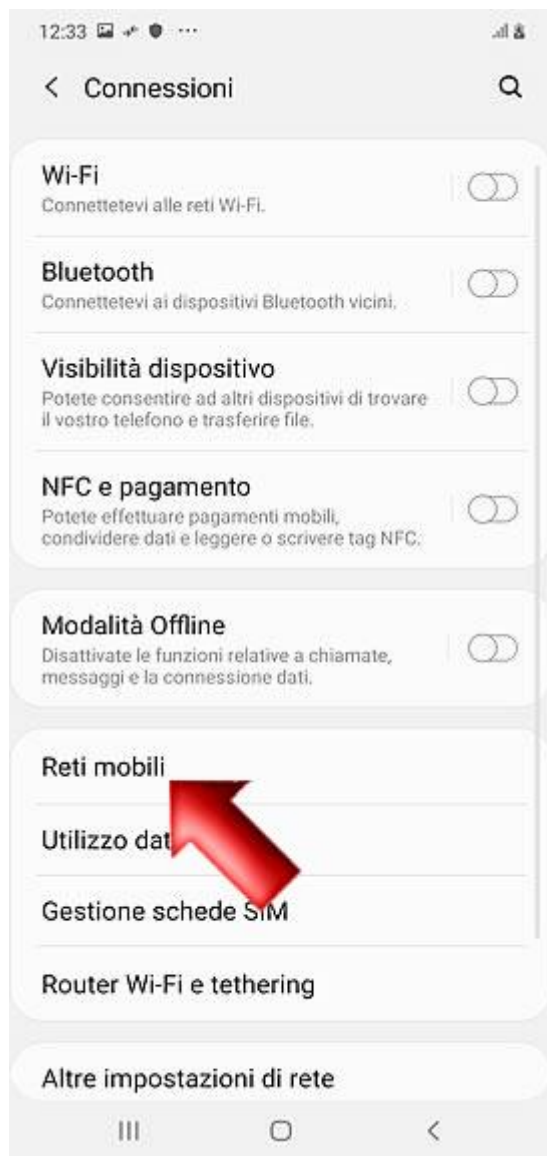 12:33
Connessioni
Wi-Fi
Connettetevi alle reti Wi-Fi.
Bluetooth
Connettetevi ai dispositivi Bluetooth vicini.
Visibilità dispositivo
Potete consentire ad altri dispositivi di trovare
il vostro telefono e trasferire file.
NFC e pagamento
Potete effettuare pagamenti mobili,
condividere dati e leggere o scrivere tag NFC.
Modalità Offline
Disattivate le funzioni relative a chiamate,
messaggi e la connessione dati.
Reti mobili
Utilizzo dat
Gestione schede SIM
Router Wi-Fi e tethering
Altre impostazioni di rete